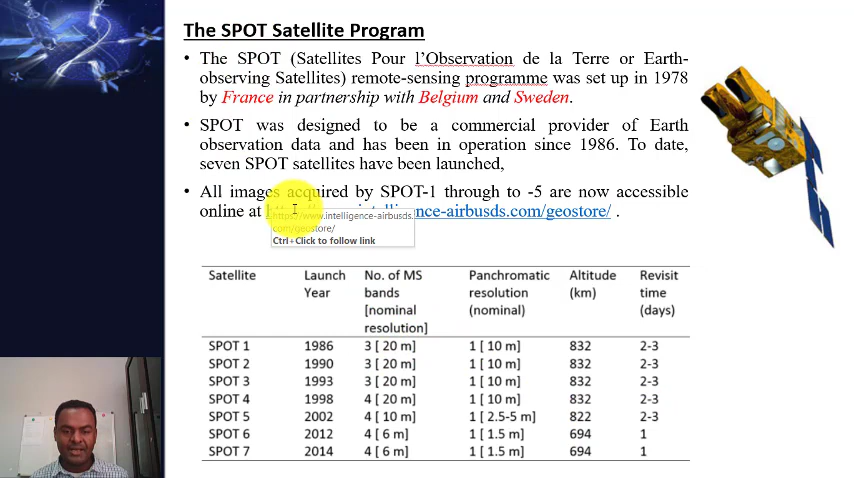 The SPOT Satellite Program
• The SPOT (Satellites Pour l’Observation de la Terre or Earth-
observing Satellites) remote-sensing programme was set up in 1978
by France in partnership with Belgium and Sweden.
• SPOT was designed to be a commercial provider of Earth
observation data and has been in operation since 1986. To date,
seven SPOT satellites have been launched,
• All images acquired by SPOT-1 through to -5 are now accessible
online at intelligence-airbusds.com/geostore/ .
https://www.intelligence-airbusds.
com/geostore/
Ctrl+Click to follow link
Satellite Launch Year No. of MS bands [nominal resolution] Panchromatic resolution (nominal) Altitude (km) Revisit time (days)
SPOT 1 1986 3 [ 20 m] 1 [ 10 m] 832 2-3
SPOT 2 1990 3 [ 20 m] 1 [ 10 m] 832 2-3
SPOT 3 1993 3 [ 20 m] 1 [ 10 m] 832 2-3
SPOT 4 1998 4 [ 20 m] 1 [ 10 m] 832 2-3
SPOT 5 2002 4 [ 10 m] 1 [ 2.5-5 m] 822 2-3
SPOT 6 2012 4 [ 6 m] 1 [ 1.5 m] 694 1
SPOT 7 2014 4 [ 6 m] 1 [ 1.5 m] 694 1